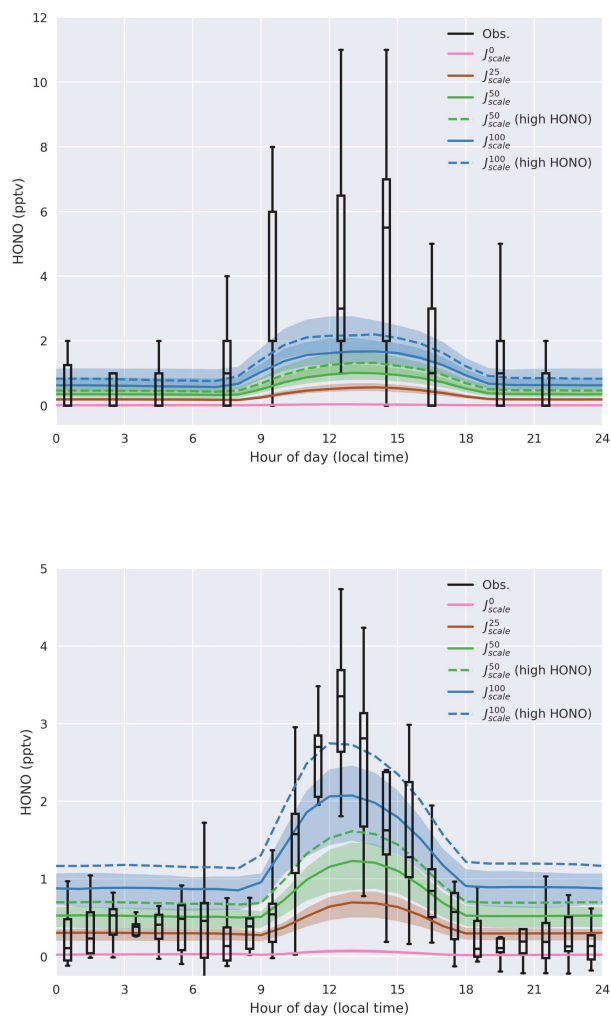 12
10
8
6
4
2
0
HONO (pptv)
Obs.
J⁰scale
J²⁵scale
J⁵⁰scale
J⁵⁰scale (high HONO)
J¹⁰⁰scale
J¹⁰⁰scale (high HONO)
0 3 6 9 12 15 18 21 24
Hour of day (local time)
5
4
3
2
1
0
HONO (pptv)
Obs.
J⁰scale
J²⁵scale
J⁵⁰scale
J⁵⁰scale (high HONO)
J¹⁰⁰scale
J¹⁰⁰scale (high HONO)
0 3 6 9 12 15 18 21 24
Hour of day (local time)